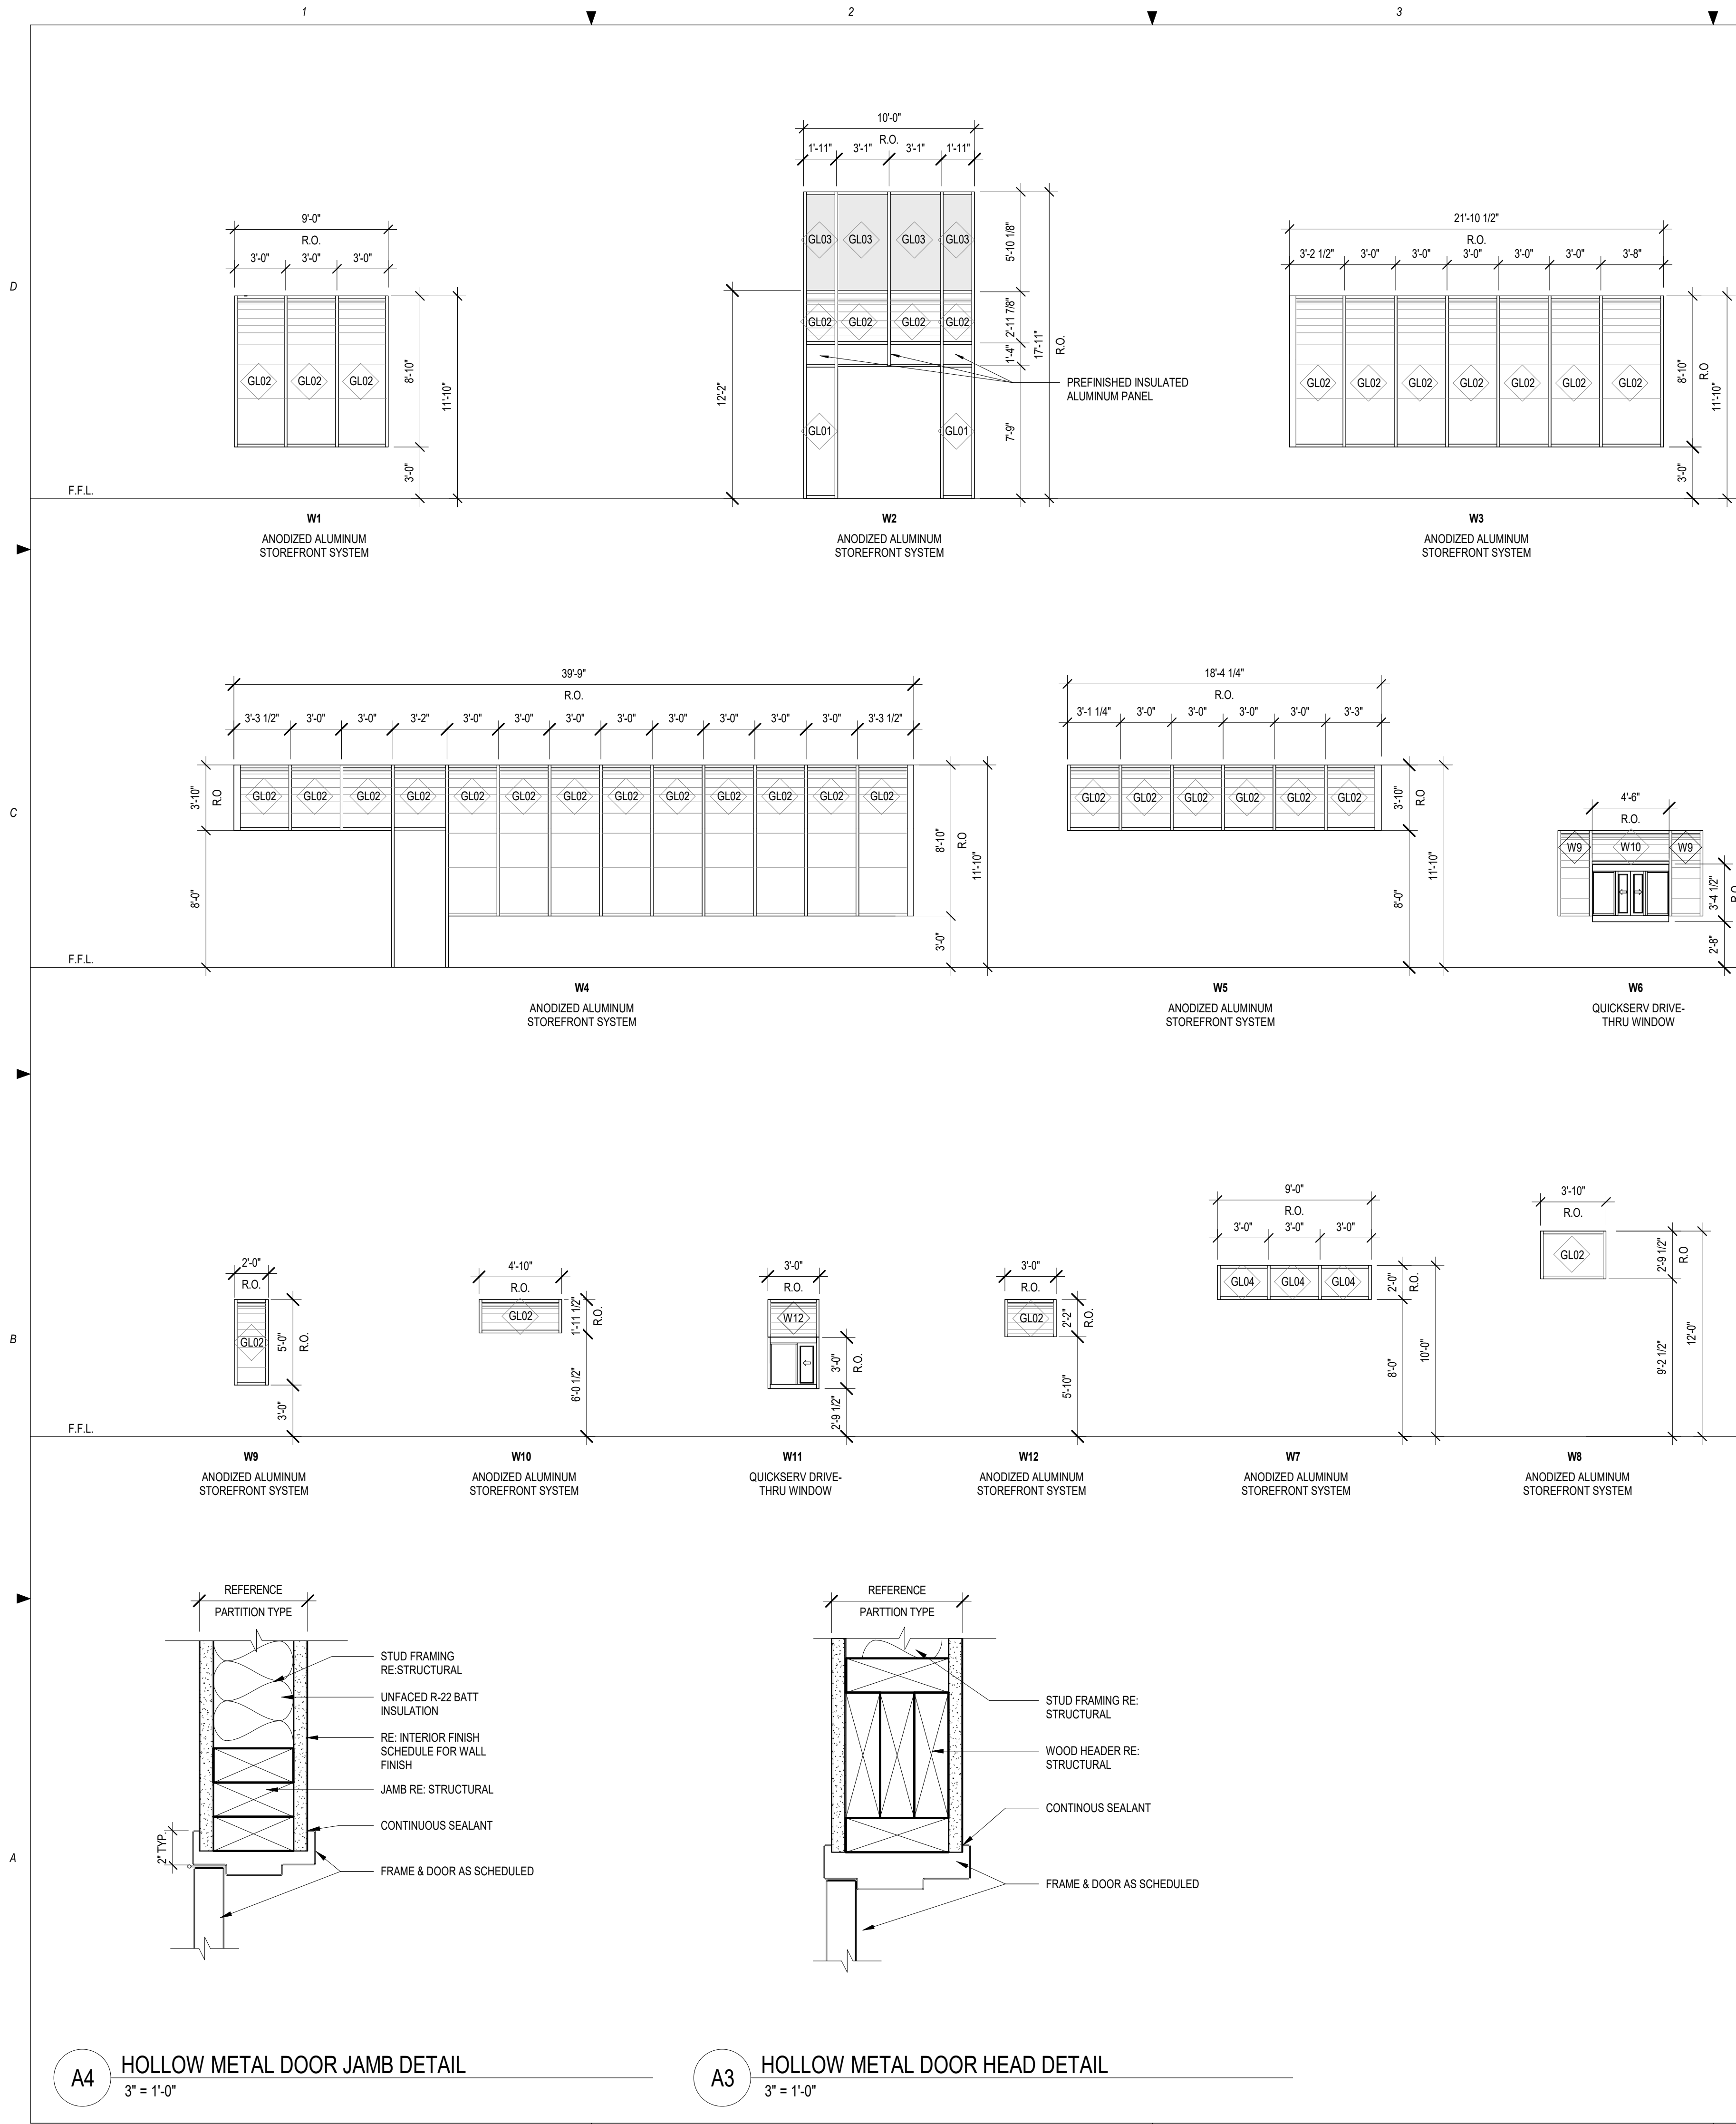 1
2
3
D
C
B
A
9'-0"
R.O.
3'-0"
3'-0"
3'-0"
GL02
GL02
GL02
8'-10"
11'-10"
3'-0"
F.F.L.
W1
ANODIZED ALUMINUM
STOREFRONT SYSTEM
10'-0"
R.O.
1'-11"
3'-1"
3'-1"
1'-11"
GL03
GL03
GL03
GL03
GL02
GL02
GL02
GL02
GL01
GL01
5'-10 1/8"
2'-11 7/8"
1'-4"
7'-9"
17'-11"
R.O.
12'-2"
PREFINISHED INSULATED
ALUMINUM PANEL
W2
ANODIZED ALUMINUM
STOREFRONT SYSTEM
21'-10 1/2"
R.O.
3'-2 1/2"
3'-0"
3'-0"
3'-0"
3'-0"
3'-0"
3'-8"
GL02
GL02
GL02
GL02
GL02
GL02
GL02
8'-10"
R.O
11'-10"
3'-0"
W3
ANODIZED ALUMINUM
STOREFRONT SYSTEM
39'-9"
R.O.
3'-3 1/2"
3'-0"
3'-0"
3'-2"
3'-0"
3'-0"
3'-0"
3'-0"
3'-0"
3'-0"
3'-0"
3'-3 1/2"
GL02
GL02
GL02
GL02
GL02
GL02
GL02
GL02
GL02
GL02
GL02
GL02
3'-10"
R.O
8'-0"
8'-10"
R.O
11'-10"
3'-0"
F.F.L.
W4
ANODIZED ALUMINUM
STOREFRONT SYSTEM
18'-4 1/4"
R.O.
3'-1 1/4"
3'-0"
3'-0"
3'-0"
3'-0"
3'-3"
GL02
GL02
GL02
GL02
GL02
GL02
3'-10"
R.O
8'-0"
11'-10"
W5
ANODIZED ALUMINUM
STOREFRONT SYSTEM
4'-6"
R.O.
W9
W10
W9
3'-4 1/2"
2'-8"
W6
QUICKSERV DRIVE-
THRU WINDOW
2'-0"
R.O.
GL02
5'-0"
R.O.
3'-0"
F.F.L.
W9
ANODIZED ALUMINUM
STOREFRONT SYSTEM
4'-10"
R.O.
GL02
1'-11 1/2"
R.O.
6'-0 1/2"
W10
ANODIZED ALUMINUM
STOREFRONT SYSTEM
3'-0"
R.O.
W12
3'-0"
R.O.
2'-9 1/2"
W11
QUICKSERV DRIVE-
THRU WINDOW
3'-0"
R.O.
GL02
2'-2"
R.O.
5'-10"
W12
ANODIZED ALUMINUM
STOREFRONT SYSTEM
9'-0"
R.O.
3'-0"
3'-0"
3'-0"
GL04
GL04
GL04
2'-0"
R.O.
8'-0"
10'-0"
W7
ANODIZED ALUMINUM
STOREFRONT SYSTEM
3'-10"
R.O.
GL02
2'-9 1/2"
R.O
9'-2 1/2"
12'-0"
W8
ANODIZED ALUMINUM
STOREFRONT SYSTEM
REFERENCE
PARTITION TYPE
STUD FRAMING
RE:STRUCTURAL
UNFACED R-22 BATT
INSULATION
RE: INTERIOR FINISH
SCHEDULE FOR WALL
FINISH
JAMB RE: STRUCTURAL
CONTINUOUS SEALANT
2" TYP.
FRAME & DOOR AS SCHEDULED
A4
HOLLOW METAL DOOR JAMB DETAIL
3" = 1'-0"
REFERENCE
PARTTION TYPE
STUD FRAMING RE:
STRUCTURAL
WOOD HEADER RE:
STRUCTURAL
CONTINOUS SEALANT
FRAME & DOOR AS SCHEDULED
A3
HOLLOW METAL DOOR HEAD DETAIL
3" = 1'-0"